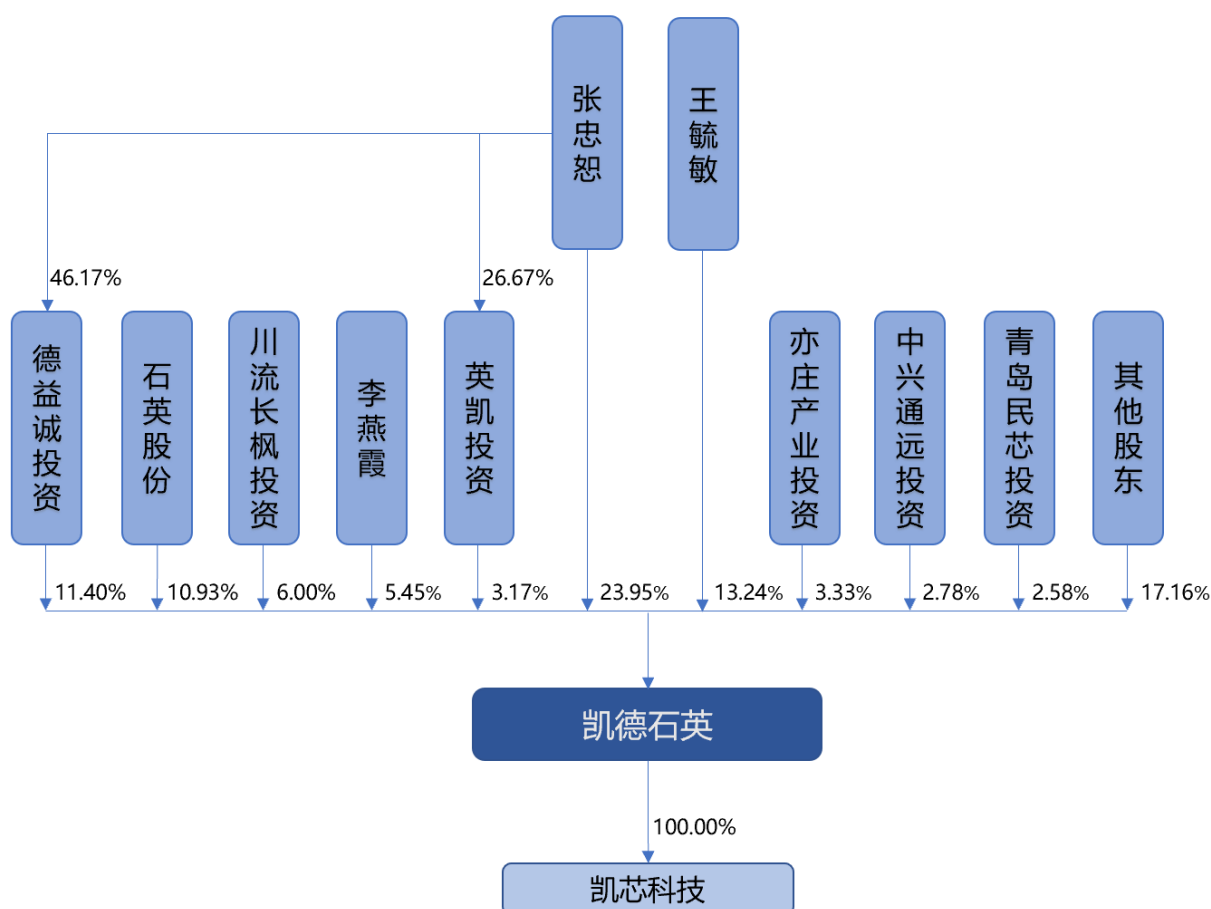 张忠恕
王毓敏
46.17%
26.67%
德益诚投资
石英股份
川流长枫投资
李燕霞
英凯投资
亦庄产业投资
中兴通远投资
青岛民芯投资
其他股东
11.40%
10.93%
6.00%
5.45%
3.17%
23.95%
13.24%
3.33%
2.78%
2.58%
17.16%
凯德石英
100.00%
凯芯科技